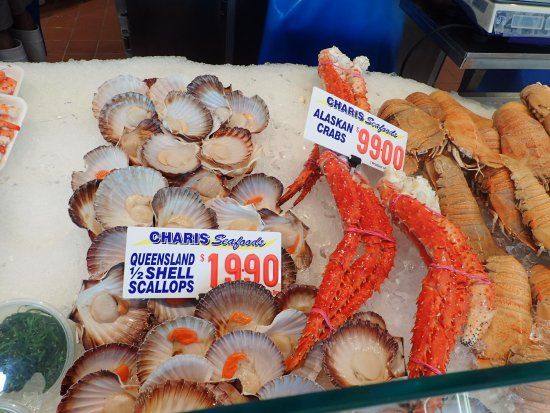 CHARIS Seafoods
ALASKAN
CRABS
$9900
CHARIS Seafoods
QUEENSLAND
½ SHELL
SCALLOPS
$1990